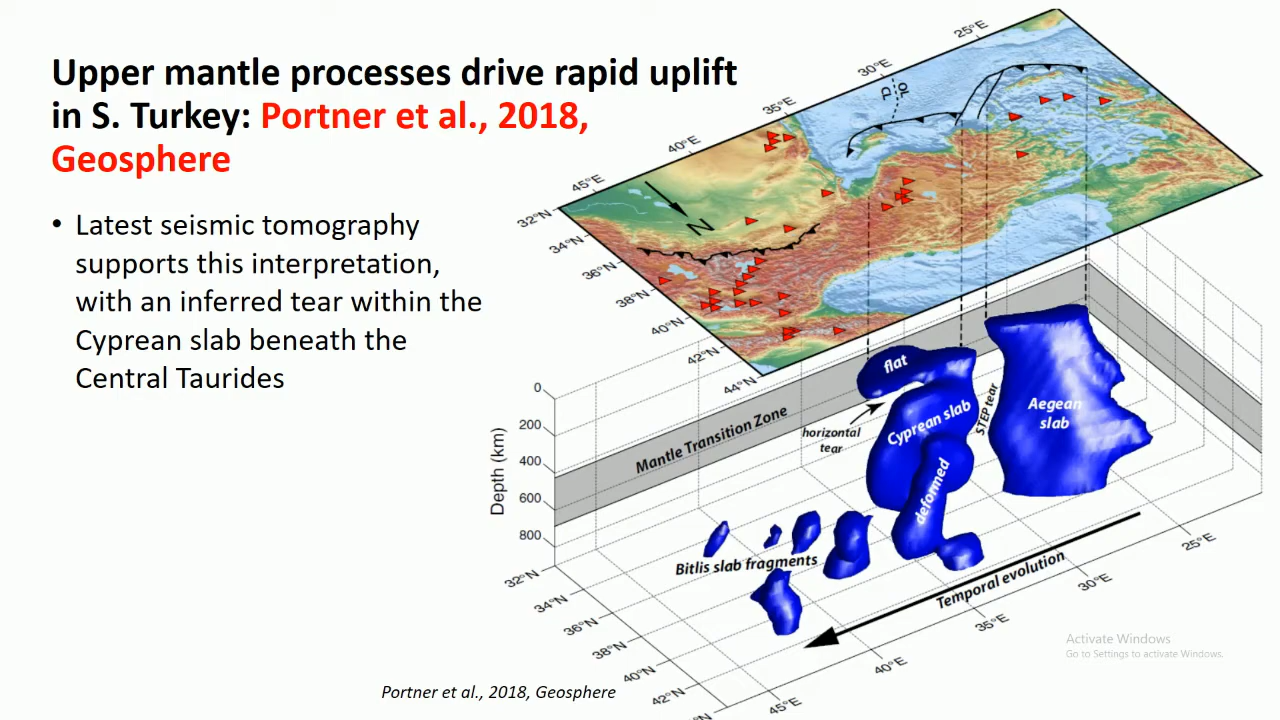 Upper mantle processes drive rapid uplift
in S. Turkey: Portner et al., 2018,
Geosphere
• Latest seismic tomography
supports this interpretation,
with an inferred tear within the
Cyprean slab beneath the
Central Taurides
25°E
30°E
35°E
40°E
45°E
32°N
34°N
36°N
38°N
40°N
42°N
44°N
N
0
200
400
600
800
Depth (km)
Mantle Transition Zone
flat
horizontal
tear
Cyprean slab
STEP tear
Aegean
slab
deformed
Bitlis slab fragments
Temporal evolution
32°N
34°N
36°N
38°N
40°N
42°N
25°E
30°E
35°E
40°E
45°E
Activate Windows
Go to Settings to activate Windows.
Portner et al., 2018, Geosphere